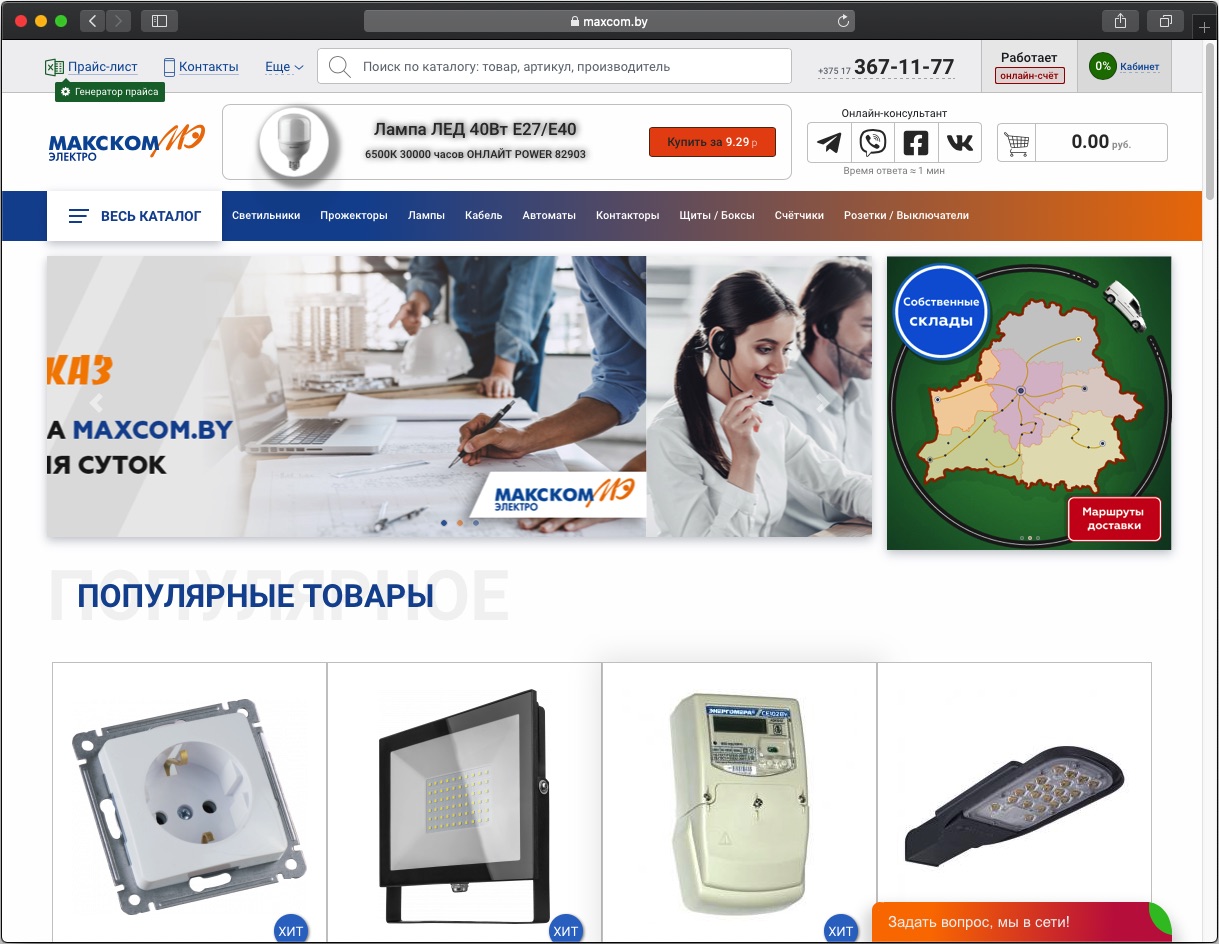 maxcom.by
Прайс-лист
Контакты
Еще
Поиск по каталогу: товар, артикул, производитель
+375 17 367-11-77
Работает
онлайн-счёт
0%
Кабинет
Генератор прайса
МАКСКОМ МЭ
ЭЛЕКТРО
Лампа ЛЕД 40Вт E27/E40
6500К 30000 часов ОНЛАЙТ POWER 82903
Купить за 9.29 р
Онлайн-консультант
Время ответа ≈ 1 мин
0.00 руб.
ВЕСЬ КАТАЛОГ
Светильники
Прожекторы
Лампы
Кабель
Автоматы
Контакторы
Щиты / Боксы
Счётчики
Розетки / Выключатели
КАЗ
А MAXCOM.BY
ИЯ СУТОК
МАКСКОМ МЭ
ЭЛЕКТРО
Собственные
склады
Маршруты
доставки
ПОПУЛЯРНОЕ
ПОПУЛЯРНЫЕ ТОВАРЫ
ЭНЕРГОМЕРА
CE102BY
ХИТ
ХИТ
ХИТ
Задать вопрос, мы в сети!